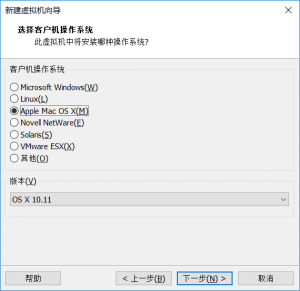 新建虚拟机向导
选择客户机操作系统
此虚拟机中将安装哪种操作系统?
客户机操作系统
Microsoft Windows(W)
Linux(L)
Apple Mac OS X(M)
Novell NetWare(E)
Solaris(S)
VMware ESX(X)
其他(O)
版本(V)
OS X 10.11
帮助
< 上一步(B)
下一步(N) >
取消